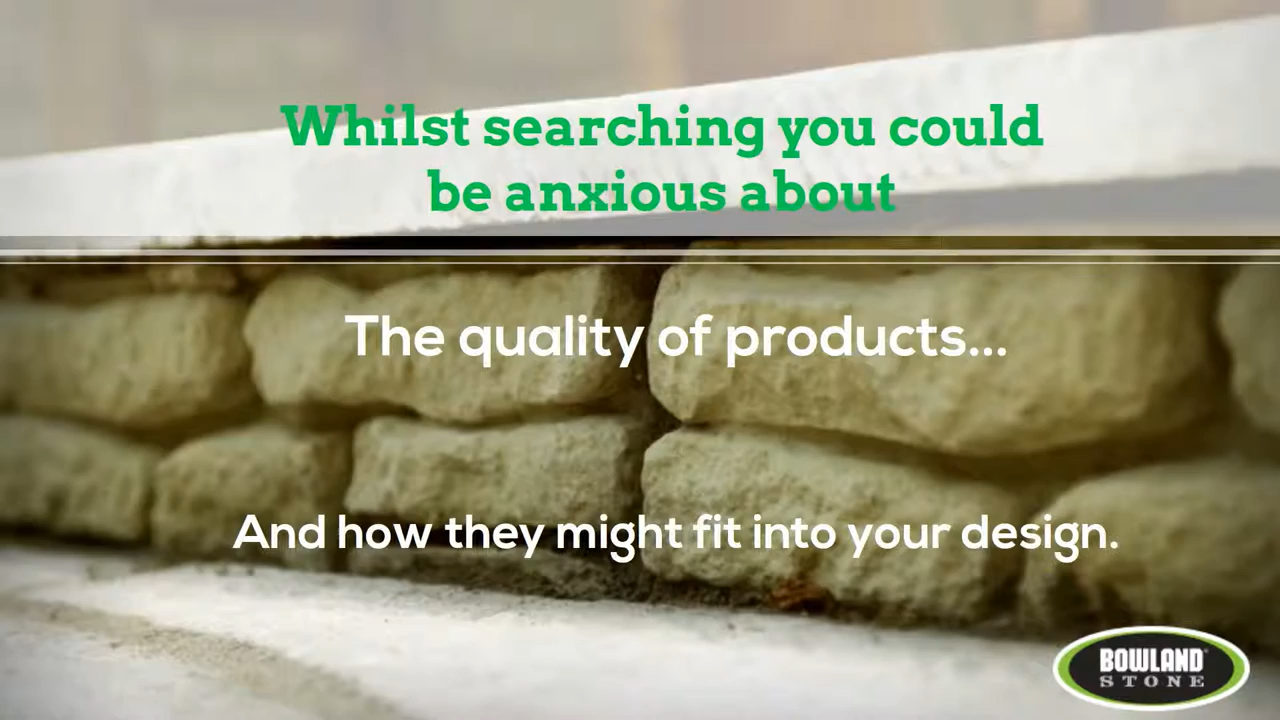 Whilst searching you could
be anxious about
The quality of products...
And how they might fit into your design.
BOWLAND
STONE